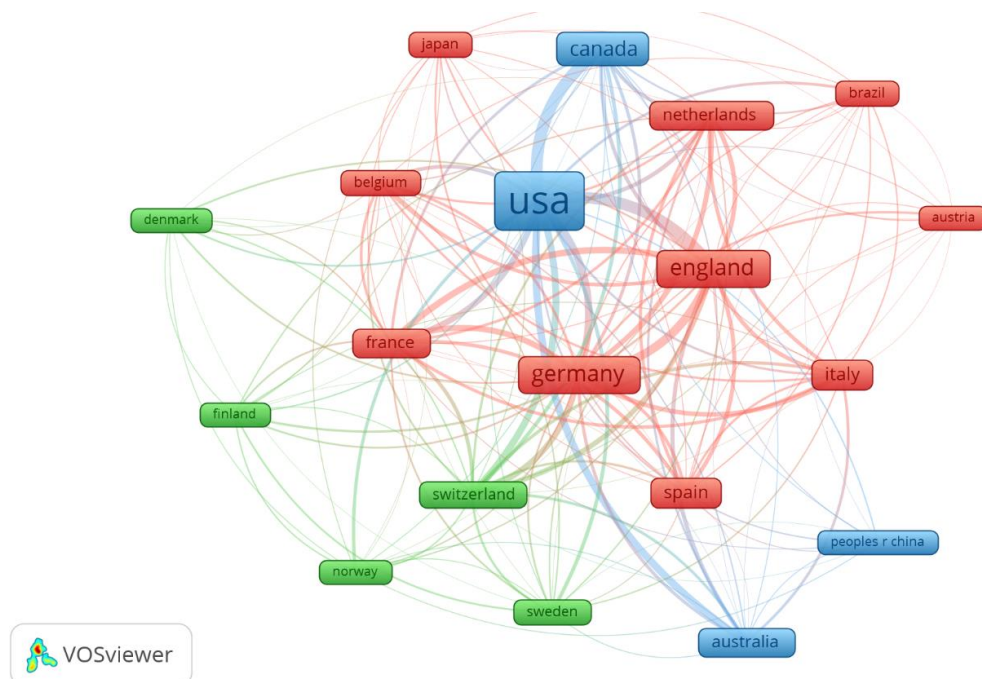 japan
canada
brazil
netherlands
belgium
usa
denmark
austria
england
france
germany
italy
finland
switzerland
spain
peoples r china
norway
sweden
australia
VOSviewer